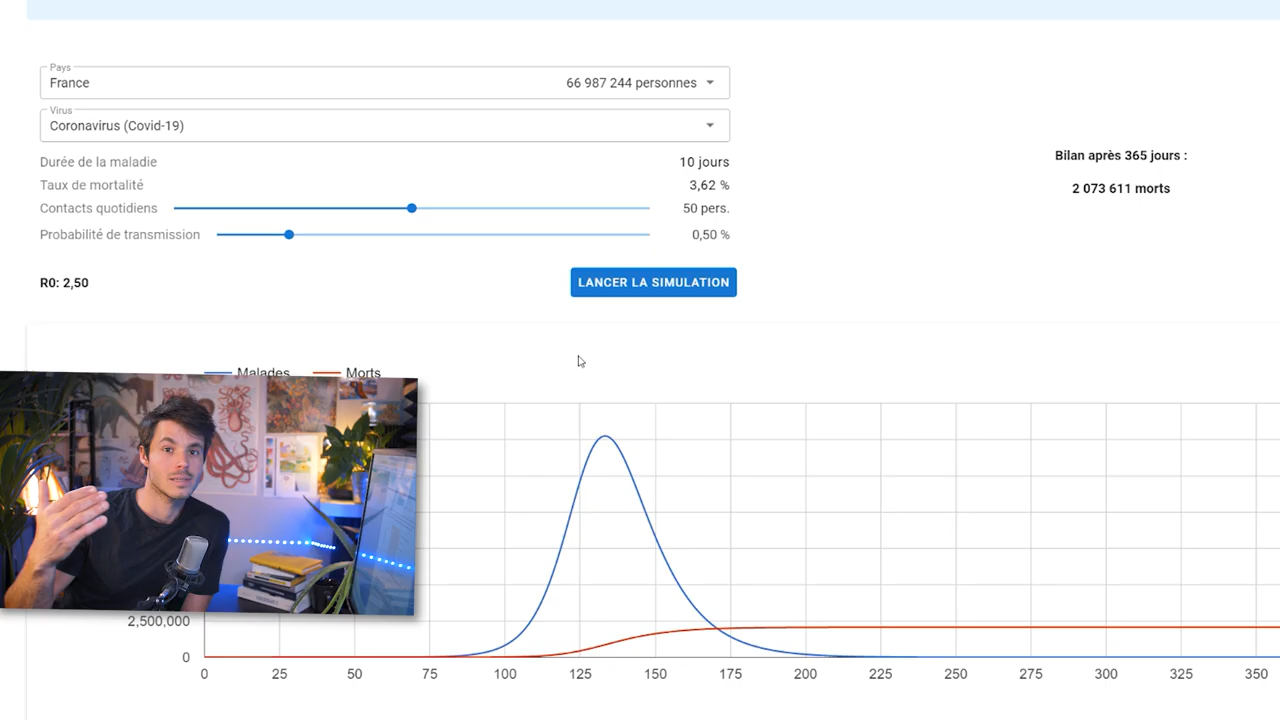 Pays
France 66 987 244 personnes
Virus
Coronavirus (Covid-19)
Durée de la maladie 10 jours
Taux de mortalité 3,62 %
Contacts quotidiens 50 pers.
Probabilité de transmission 0,50 %
R0: 2,50 LANCER LA SIMULATION
Bilan après 365 jours :
2 073 611 morts
Malades Morts
2,500,000
0
0 25 50 75 100 125 150 175 200 225 250 275 300 325 350